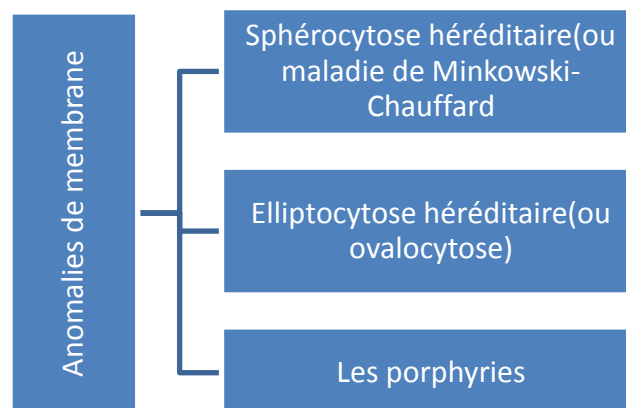 Anomalies de membrane
Sphérocytose héréditaire(ou
maladie de Minkowski-
Chauffard
Elliptocytose héréditaire(ou
ovalocytose)
Les porphyries